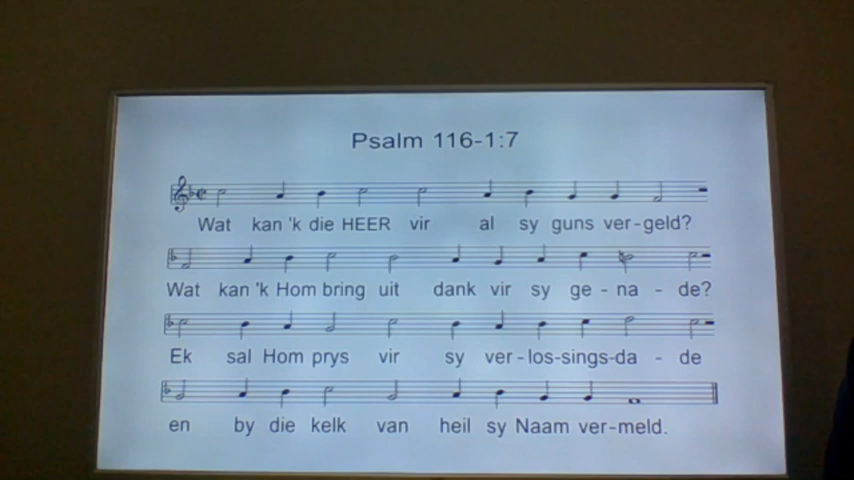 Psalm 116-1:7
Wat kan 'k die HEER vir al sy guns ver-geld?
Wat kan 'k Hom bring uit dank vir sy ge - na - de?
Ek sal Hom prys vir sy ver-los-sings-da - de
en by die kelk van heil sy Naam ver-meld.